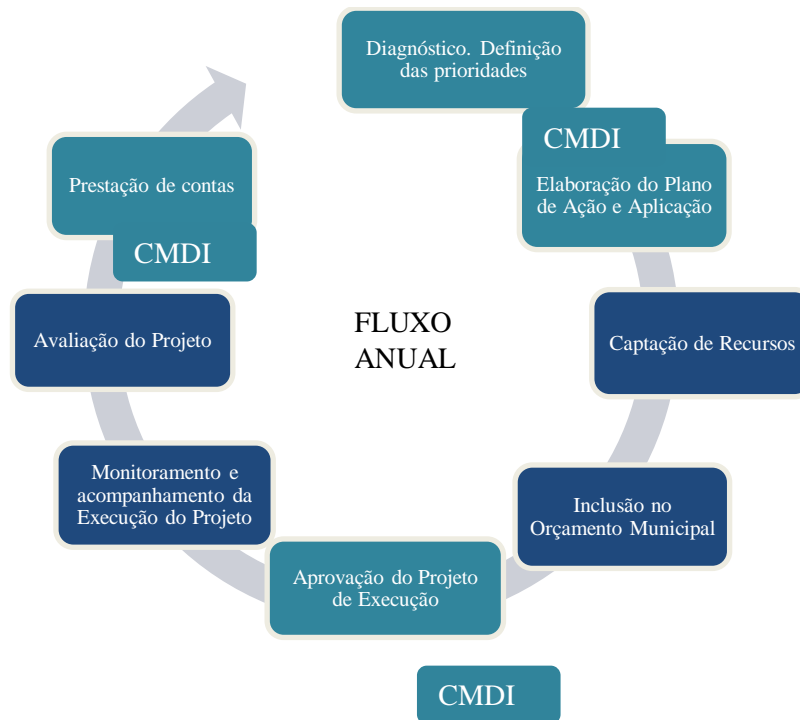 Diagnóstico. Definição
das prioridades
CMDI
Elaboração do Plano
de Ação e Aplicação
Captação de Recursos
Inclusão no
Orçamento Municipal
Aprovação do Projeto
de Execução
CMDI
Monitoramento e
acompanhamento da
Execução do Projeto
Avaliação do Projeto
Prestação de contas
CMDI
FLUXO
ANUAL